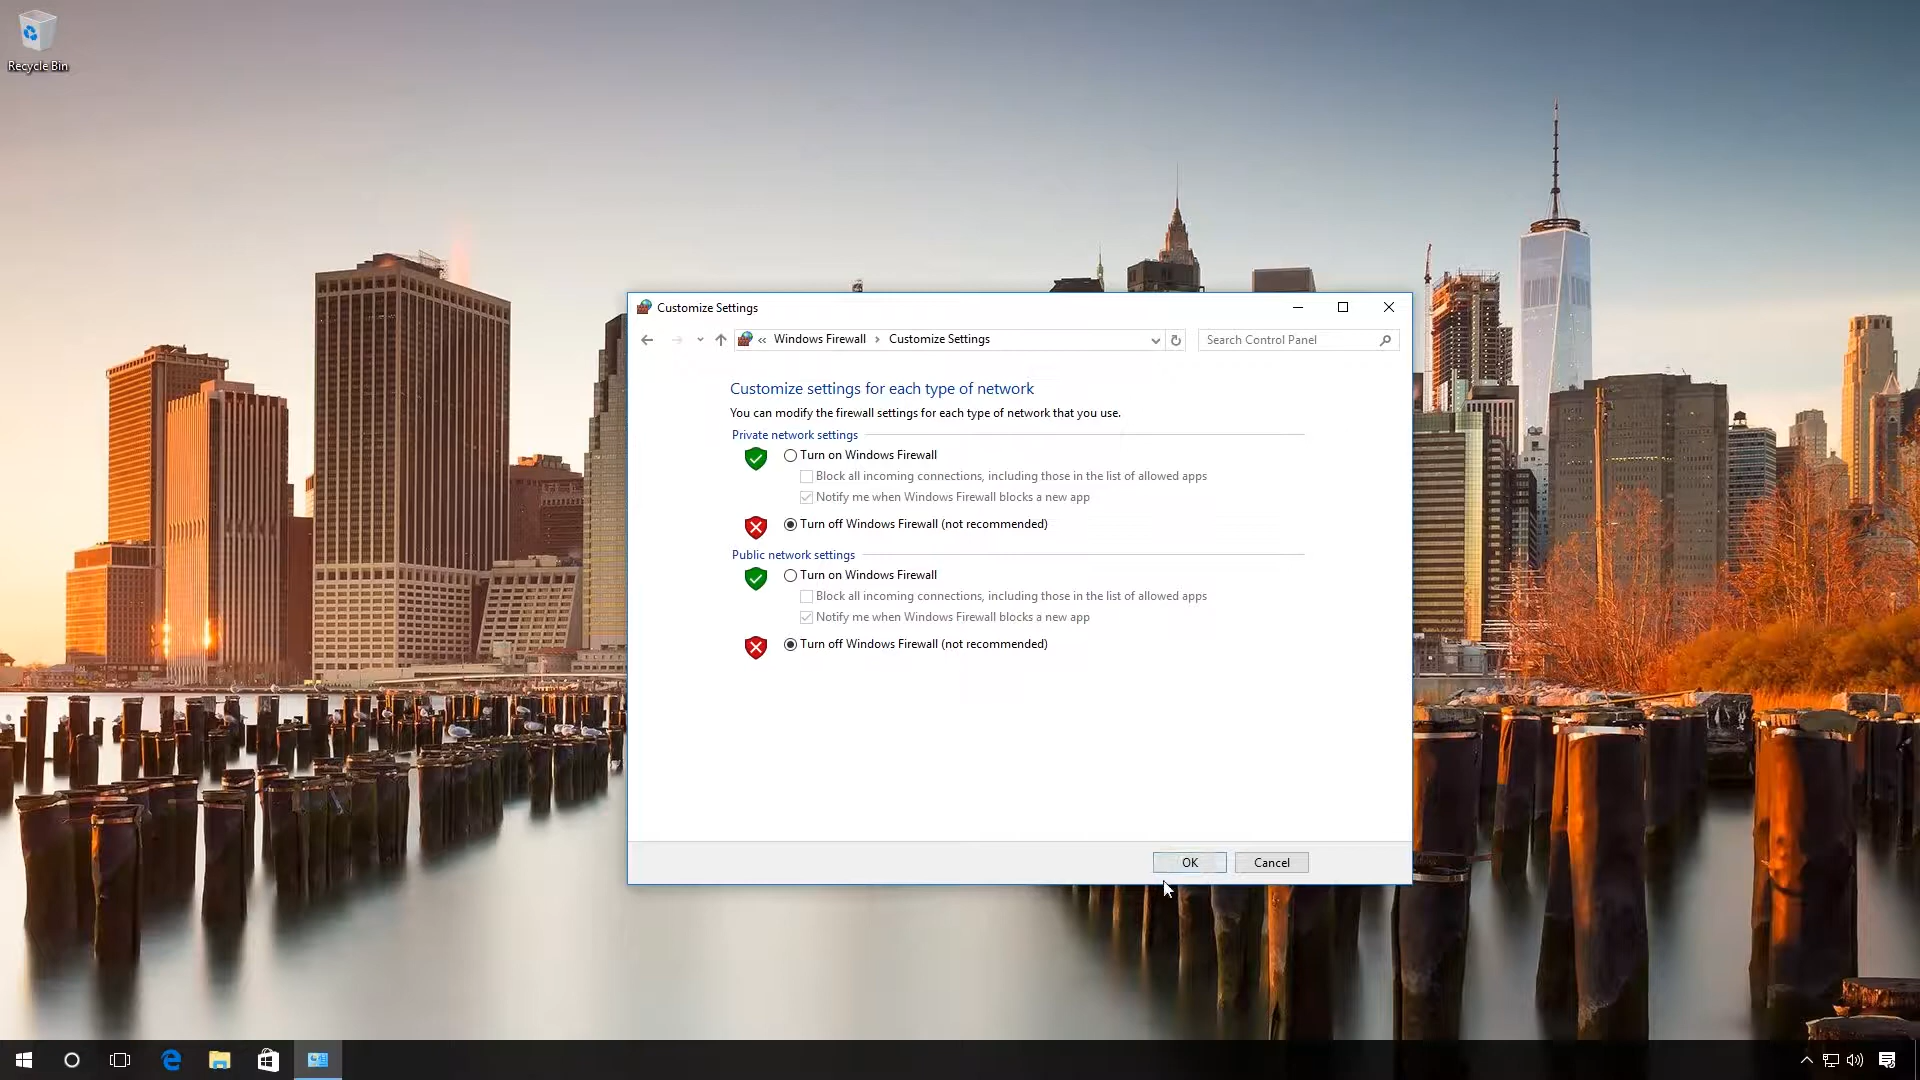 Recycle Bin
Customize Settings
« Windows Firewall › Customize Settings
Search Control Panel
Customize settings for each type of network
You can modify the firewall settings for each type of network that you use.
Private network settings
Turn on Windows Firewall
Block all incoming connections, including those in the list of allowed apps
Notify me when Windows Firewall blocks a new app
Turn off Windows Firewall (not recommended)
Public network settings
Turn on Windows Firewall
Block all incoming connections, including those in the list of allowed apps
Notify me when Windows Firewall blocks a new app
Turn off Windows Firewall (not recommended)
OK
Cancel